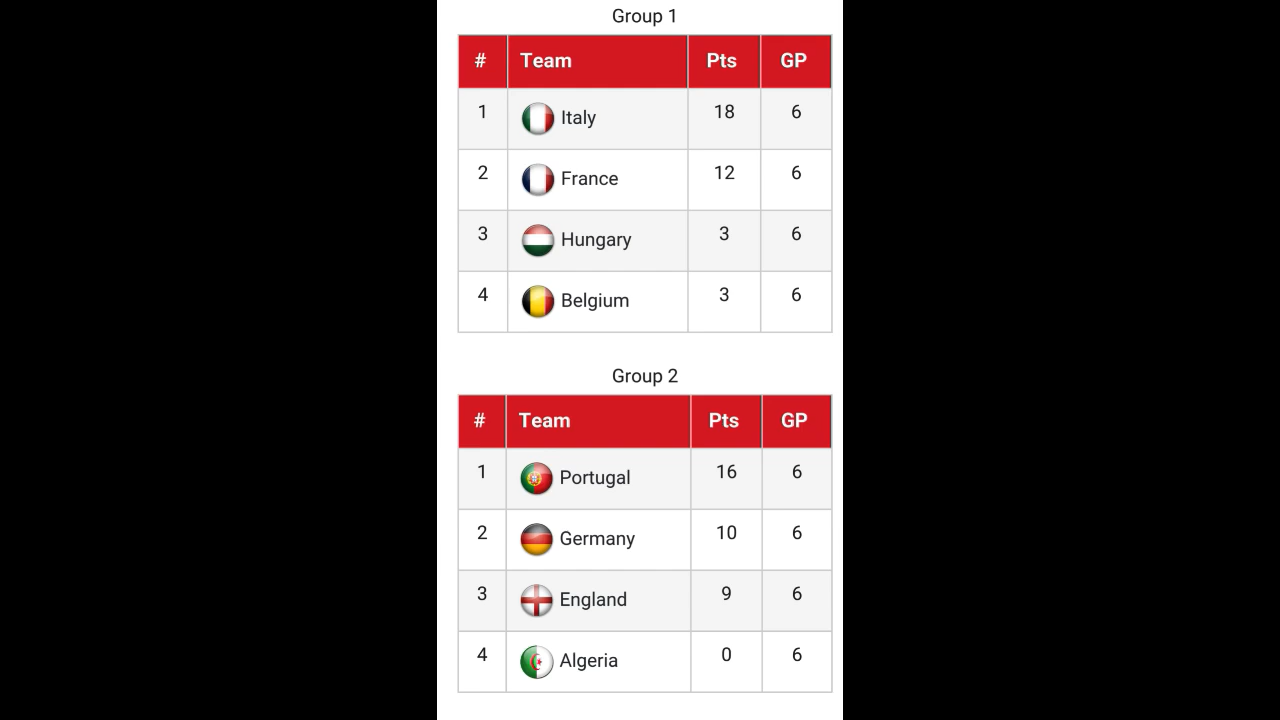 Group 1
# Team Pts GP
1 Italy 18 6
2 France 12 6
3 Hungary 3 6
4 Belgium 3 6
Group 2
# Team Pts GP
1 Portugal 16 6
2 Germany 10 6
3 England 9 6
4 Algeria 0 6